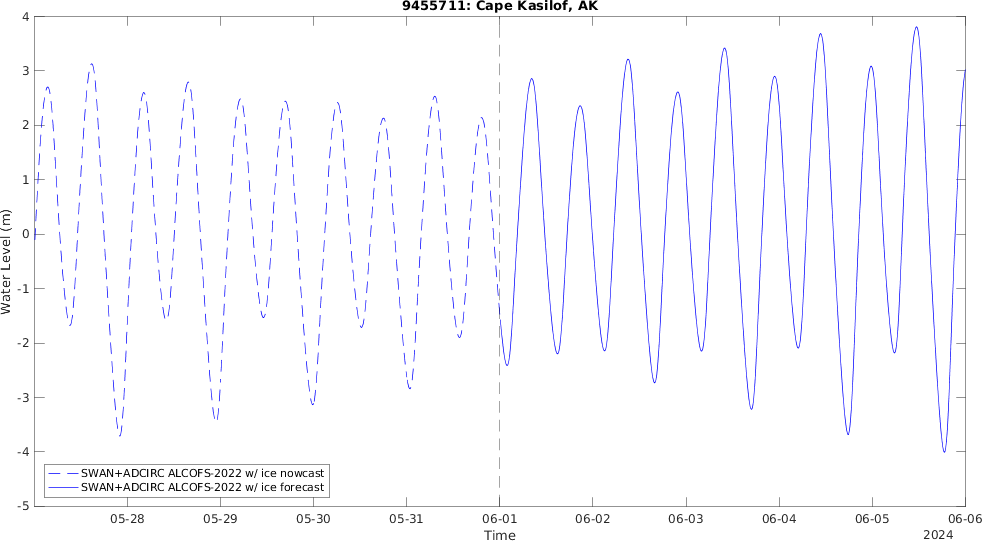 9455711: Cape Kasilof, AK
4
3
2
1
0
-1
-2
-3
-4
-5
Water Level (m)
SWAN+ADCIRC ALCOFS-2022 w/ ice nowcast
SWAN+ADCIRC ALCOFS-2022 w/ ice forecast
05-28 05-29 05-30 05-31 06-01 06-02 06-03 06-04 06-05 06-06
Time
2024